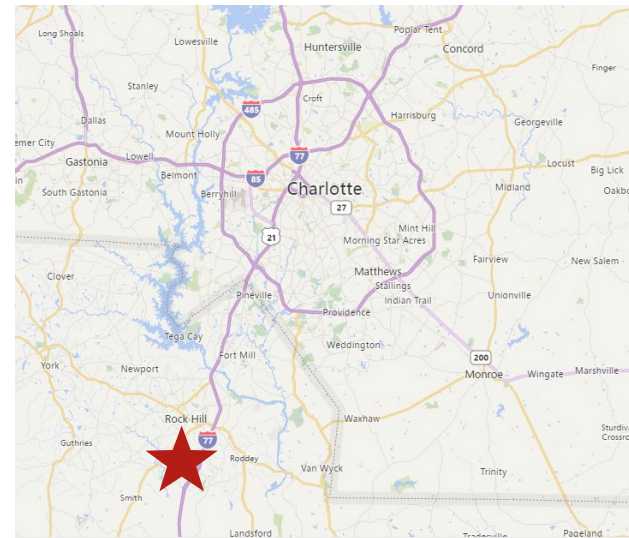 Long Shoals
Poplar Tent
Lowesville
Huntersville
Concord
Finger
Stanley
Croft
485
Harrisburg
Dallas
Georgeville
Mount Holly
emer City
Lowell
77
Locust
Gastonia
Belmont
85
Big Lick
South Gastonia
Berryhill
Charlotte
Midland
27
Mint Hill
21
Morning Star Acres
Fairview
New Salem
Clover
Matthews
Stallings
Pineville
Indian Trail
Unionville
Providence
Tega Cay
Weddington
Fort Mill
200
York
Newport
Monroe
Wingate
Marshville
Rock Hill
Waxhaw
77
Guthries
Roddey
Van Wyck
Trinity
Smith
Landsford
Pageland